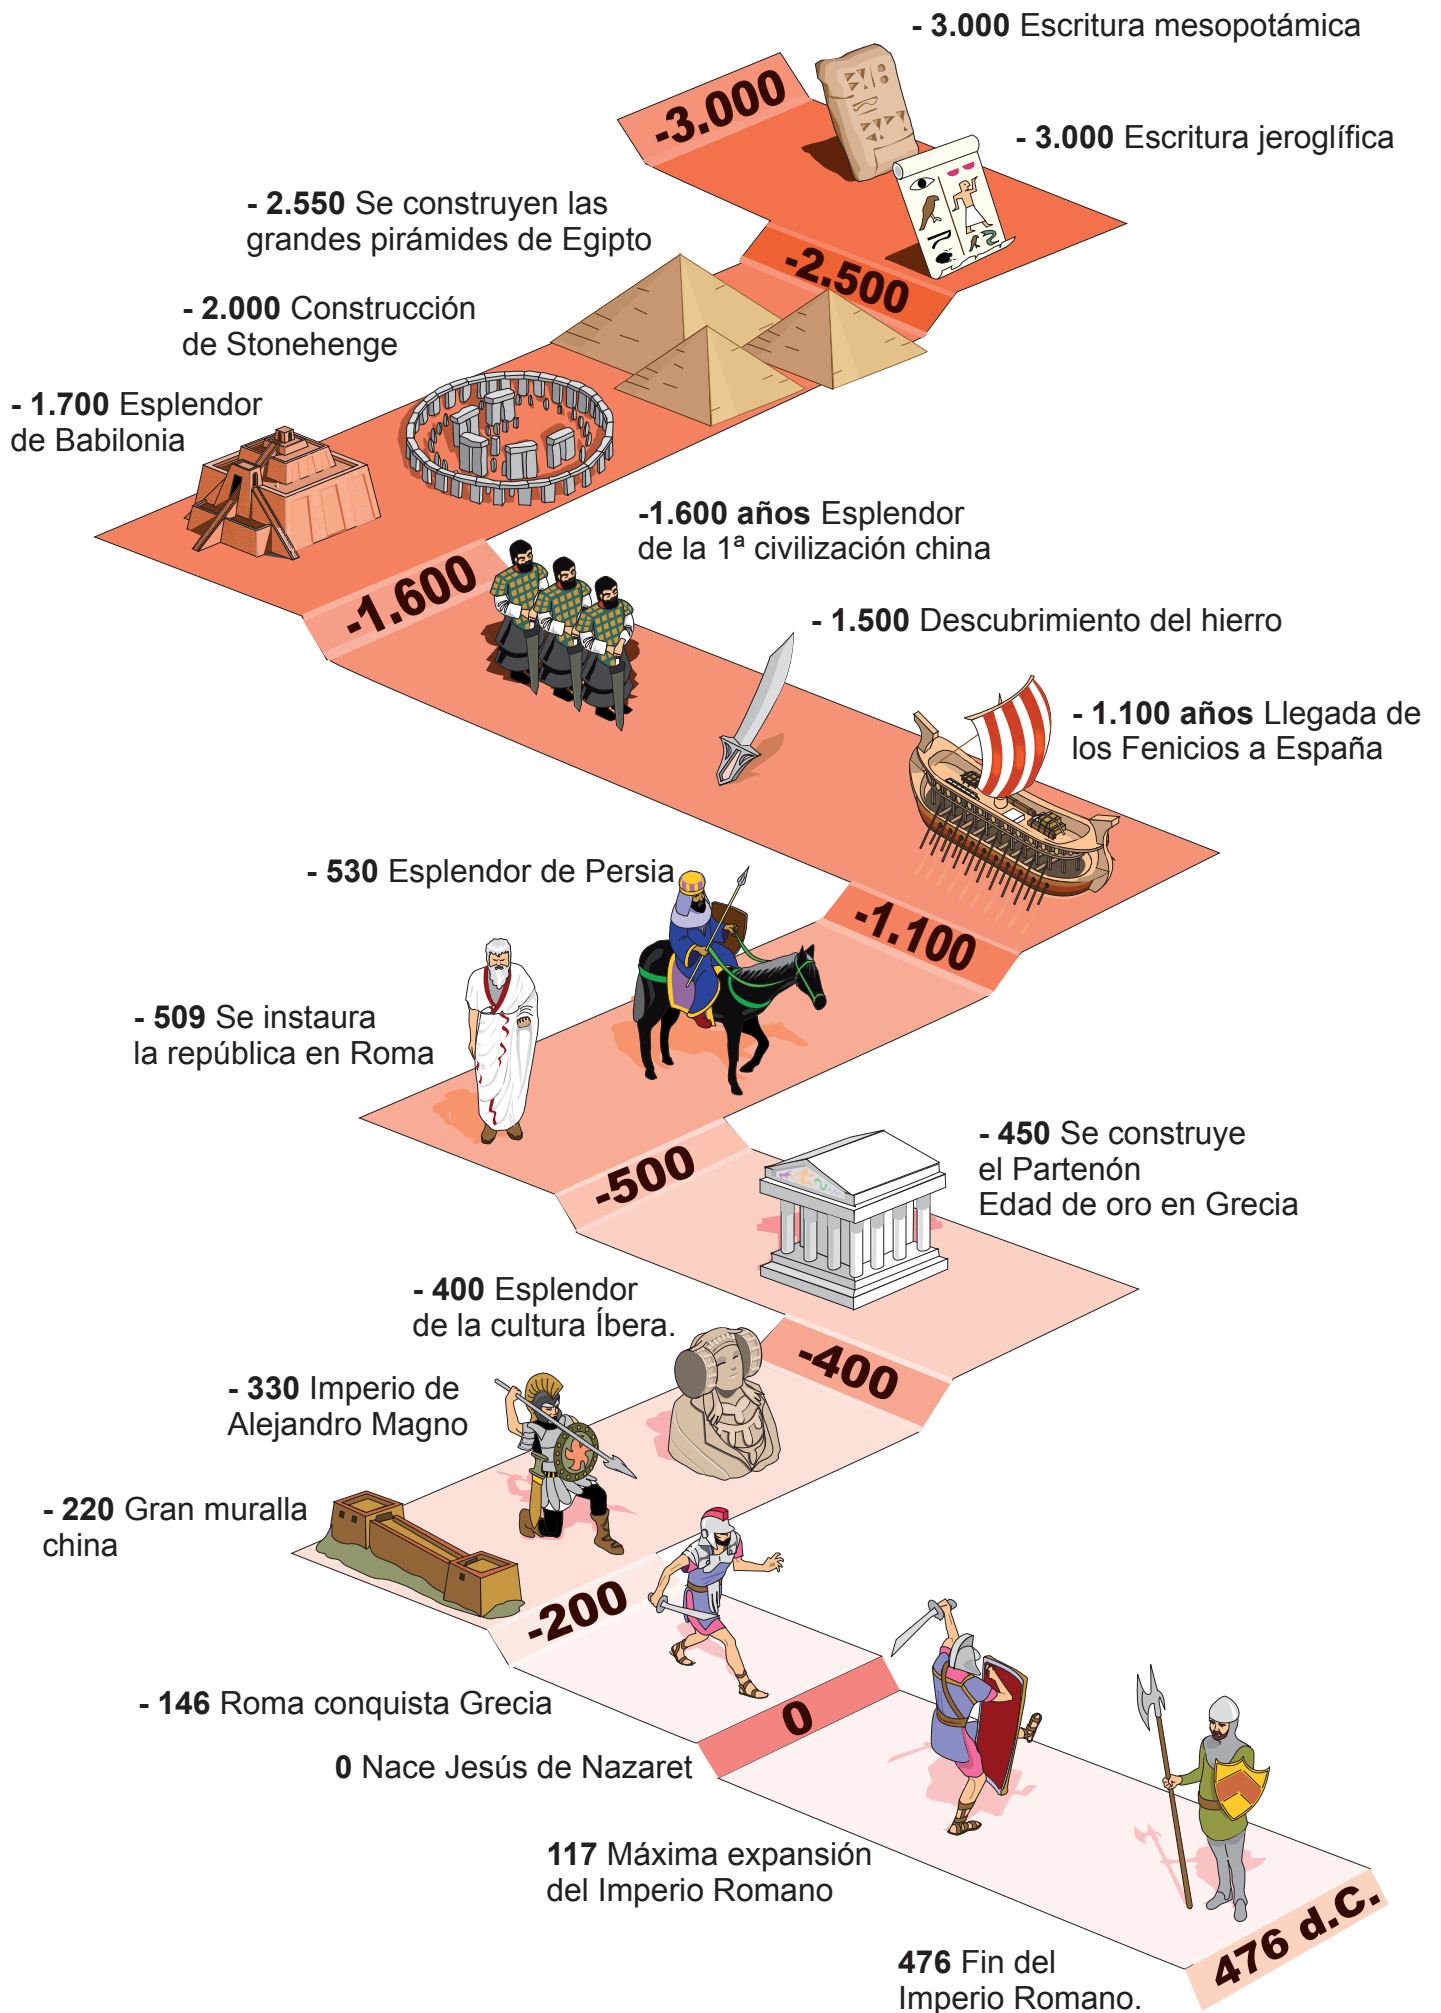 - 3.000 Escritura mesopotámica
-3.000
- 3.000 Escritura jeroglífica
- 2.550 Se construyen las
grandes pirámides de Egipto
-2.500
- 2.000 Construcción
de Stonehenge
- 1.700 Esplendor
de Babilonia
-1.600 años Esplendor
de la 1ª civilización china
-1.600
- 1.500 Descubrimiento del hierro
- 1.100 años Llegada de
los Fenicios a España
- 530 Esplendor de Persia
-1.100
- 509 Se instaura
la república en Roma
-500
- 450 Se construye
el Partenón
Edad de oro en Grecia
- 400 Esplendor
de la cultura Íbera.
-400
- 330 Imperio de
Alejandro Magno
- 220 Gran muralla
china
-200
- 146 Roma conquista Grecia
0
0 Nace Jesús de Nazaret
117 Máxima expansión
del Imperio Romano
476 d.C.
476 Fin del
Imperio Romano.